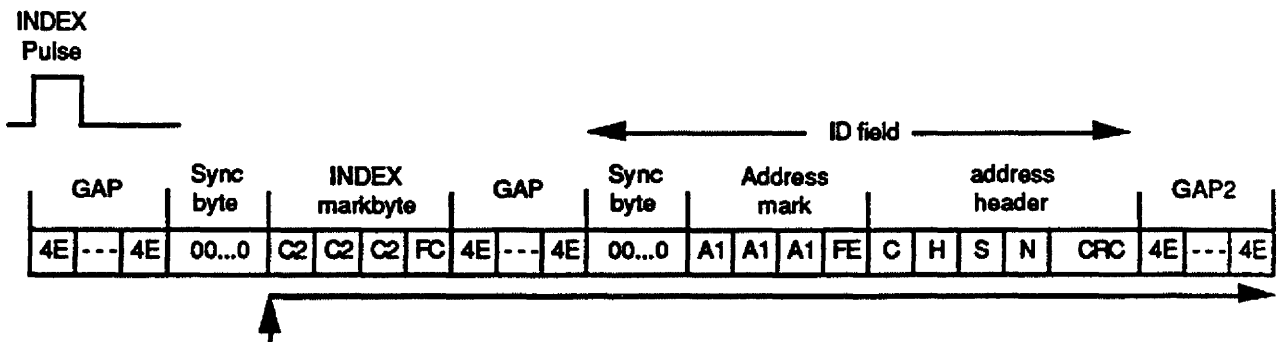 INDEX
Pulse
ID field
GAP
Sync
byte
INDEX
markbyte
GAP
Sync
byte
Address
mark
address
header
GAP2
4E --- 4E 00...0 C2 C2 C2 FC 4E --- 4E 00...0 A1 A1 A1 FE C H S N CRC 4E --- 4E